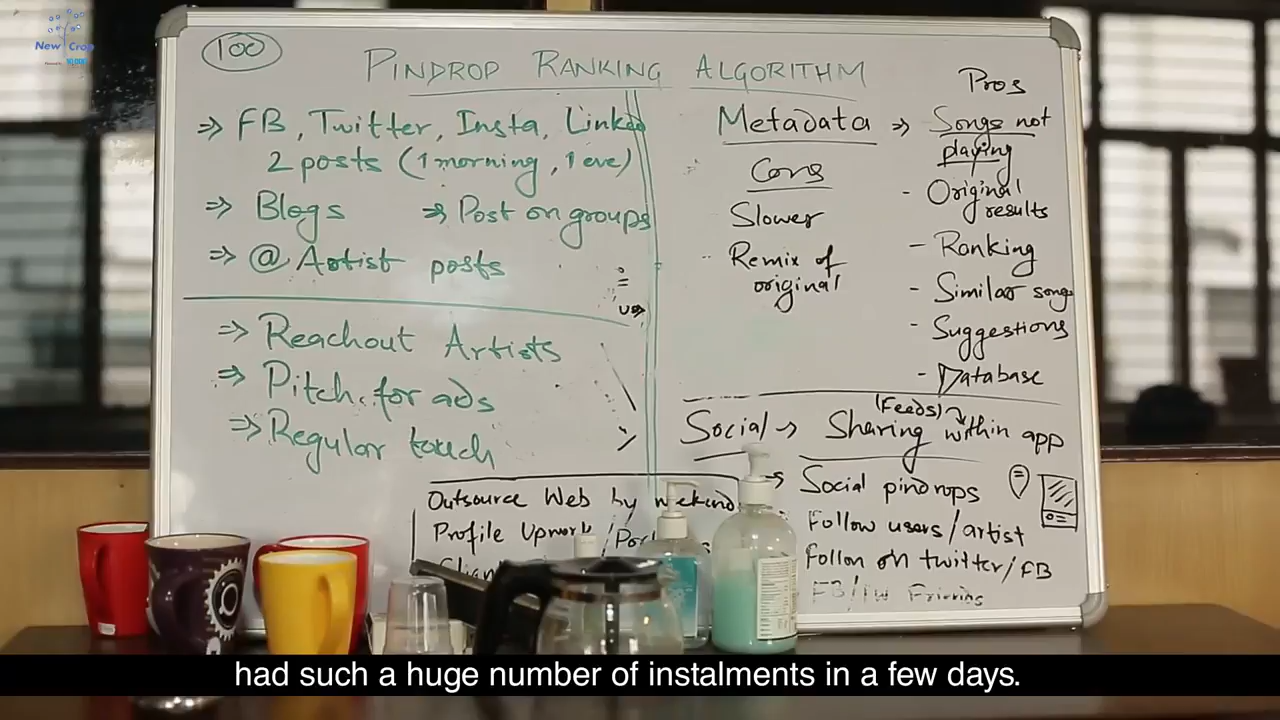 New Crop
100
PINDROP RANKING ALGORITHM
⇒ FB, Twitter, Insta, Linked
2 posts (1 morning, 1 eve)
⇒ Blogs ⇒ Post on groups
⇒ @ Artist posts
⇒ Reachout Artists
⇒ Pitch for ads
⇒ Regular touch
Metadata ⇒
Cons
Slower
Remix of
original
Pros
Songs not
playing
- Original
results
- Ranking
- Similar songs
- Suggestions
- Database
Social → Sharing within app
(Feeds)
→ Social pindrops
Follow users/artist
Follow on twitter/FB
Outsource Web by weekend
Profile Upwork /
had such a huge number of instalments in a few days.